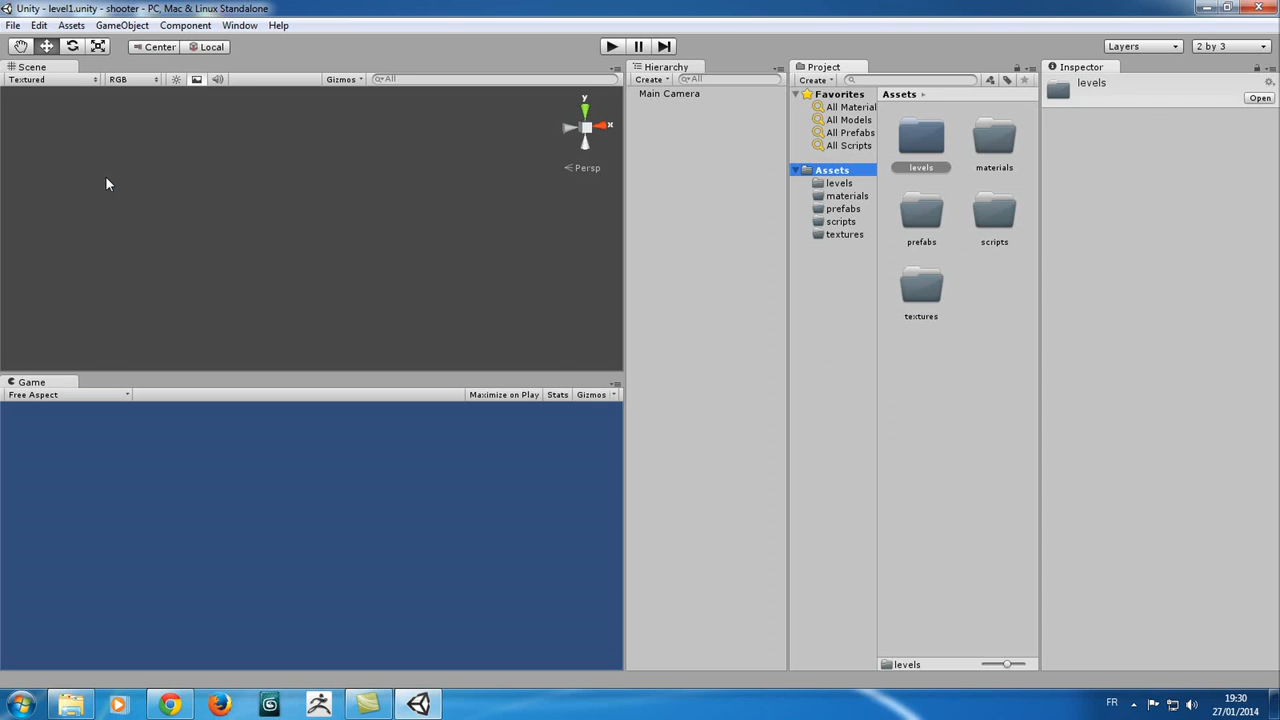 Unity - level1.unity - shooter - PC, Mac & Linux Standalone
File Edit Assets GameObject Component Window Help
Center Local Layers 2 by 3
Scene
Textured RGB Gizmos All
y
x
Persp
Game
Free Aspect Maximize on Play Stats Gizmos
Hierarchy
Create All
Main Camera
Project
Create
Favorites
All Material
All Models
All Prefabs
All Scripts
Assets
levels
materials
prefabs
scripts
textures
Assets
levels materials
prefabs scripts
textures
levels
Inspector
levels
Open
FR 19:30
27/01/2014